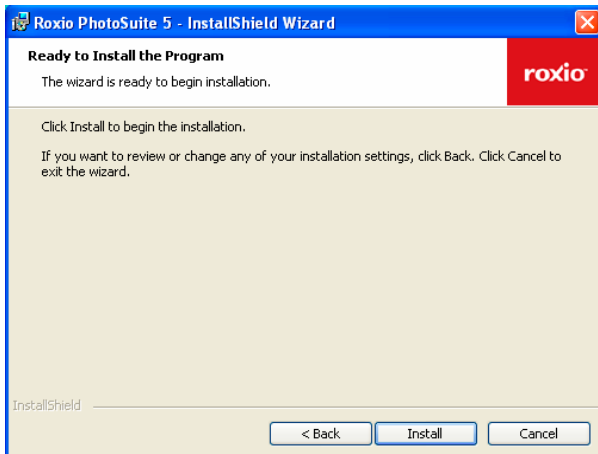 Roxio PhotoSuite 5 - InstallShield Wizard
Ready to Install the Program
The wizard is ready to begin installation.
roxio
Click Install to begin the installation.
If you want to review or change any of your installation settings, click Back. Click Cancel to
exit the wizard.
InstallShield
< Back Install Cancel